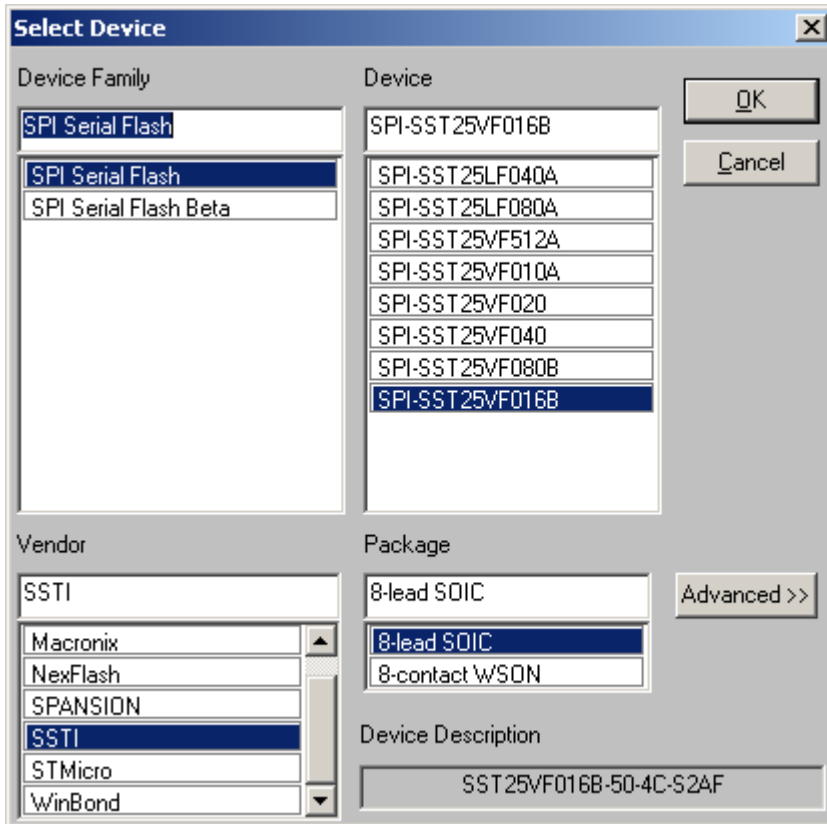 Select Device
Device Family
SPI Serial Flash
SPI Serial Flash
SPI Serial Flash Beta
Device
SPI-SST25VF016B
SPI-SST25LF040A
SPI-SST25LF080A
SPI-SST25VF512A
SPI-SST25VF010A
SPI-SST25VF020
SPI-SST25VF040
SPI-SST25VF080B
SPI-SST25VF016B
OK
Cancel
Vendor
SSTI
Macronix
NexFlash
SPANSION
SSTI
STMicro
WinBond
Package
8-lead SOIC
8-lead SOIC
8-contact WSON
Advanced >>
Device Description
SST25VF016B-50-4C-S2AF